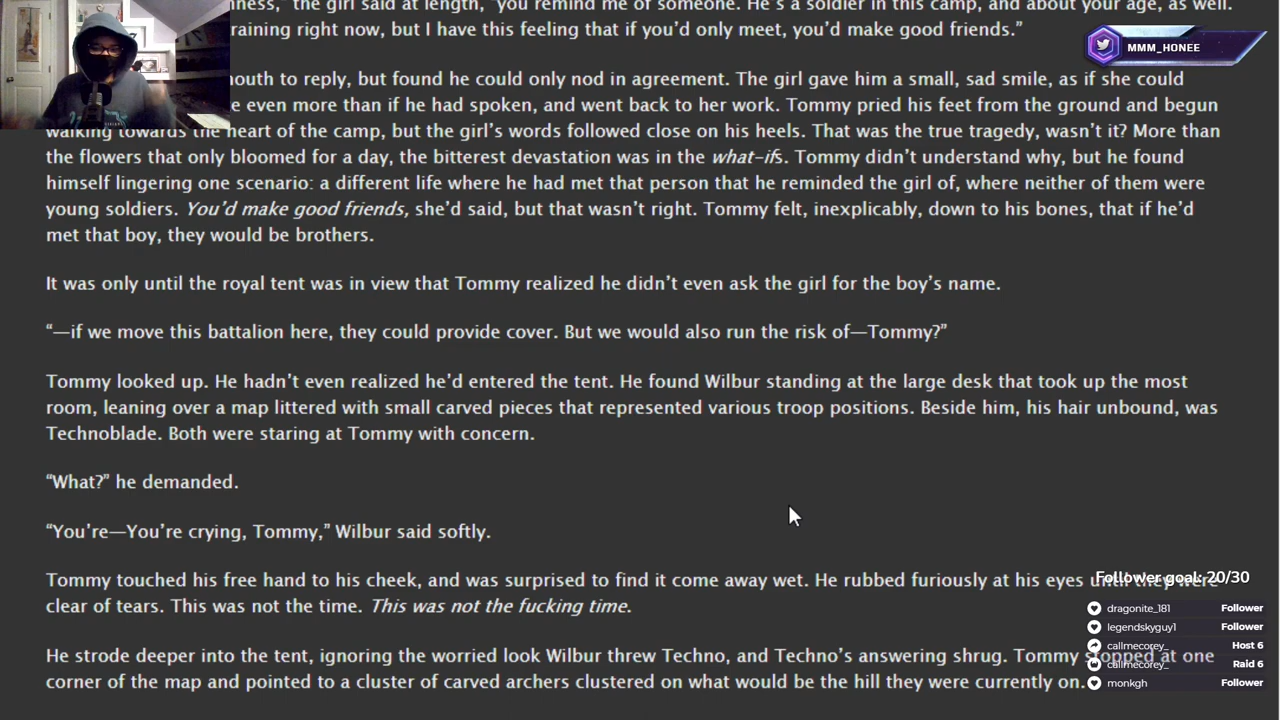 ness," the girl said at length, "you remind me of someone. He's a soldier in this camp, and about your age, as well.
raining right now, but I have this feeling that if you'd only meet, you'd make good friends."
MMM_HONEE
outh to reply, but found he could only nod in agreement. The girl gave him a small, sad smile, as if she could
e even more than if he had spoken, and went back to her work. Tommy pried his feet from the ground and begun
walking towards the heart of the camp, but the girl's words followed close on his heels. That was the true tragedy, wasn't it? More than
the flowers that only bloomed for a day, the bitterest devastation was in the what-ifs. Tommy didn't understand why, but he found
himself lingering one scenario: a different life where he had met that person that he reminded the girl of, where neither of them were
young soldiers. You'd make good friends, she'd said, but that wasn't right. Tommy felt, inexplicably, down to his bones, that if he'd
met that boy, they would be brothers.
It was only until the royal tent was in view that Tommy realized he didn't even ask the girl for the boy's name.
"—if we move this battalion here, they could provide cover. But we would also run the risk of—Tommy?"
Tommy looked up. He hadn't even realized he'd entered the tent. He found Wilbur standing at the large desk that took up the most
room, leaning over a map littered with small carved pieces that represented various troop positions. Beside him, his hair unbound, was
Technoblade. Both were staring at Tommy with concern.
"What?" he demanded.
"You're—You're crying, Tommy," Wilbur said softly.
Tommy touched his free hand to his cheek, and was surprised to find it come away wet. He rubbed furiously at his eyes until they were
clear of tears. This was not the time. This was not the fucking time.
He strode deeper into the tent, ignoring the worried look Wilbur threw Techno, and Techno's answering shrug. Tommy stopped at one
corner of the map and pointed to a cluster of carved archers clustered on what would be the hill they were currently on.
Follower goal: 20/30
dragonite_181 Follower
legendskyguy1 Follower
callmecorey_ Host 6
callmecorey_ Raid 6
monkgh Follower